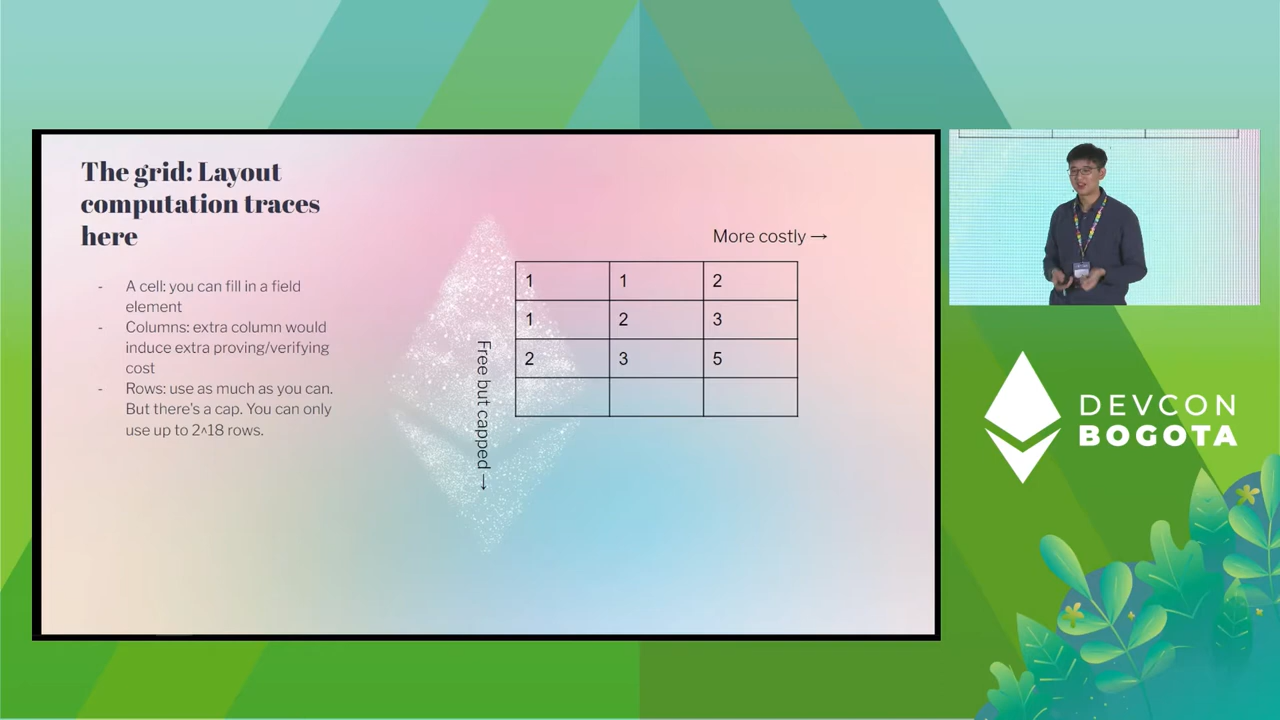 The grid: Layout
computation traces
here
- A cell: you can fill in a field
element
- Columns: extra column would
induce extra proving/verifying
cost
- Rows: use as much as you can.
But there's a cap. You can only
use up to 2^18 rows.
More costly →
Free but capped →
1 1 2
1 2 3
2 3 5
DEVCON
BOGOTA